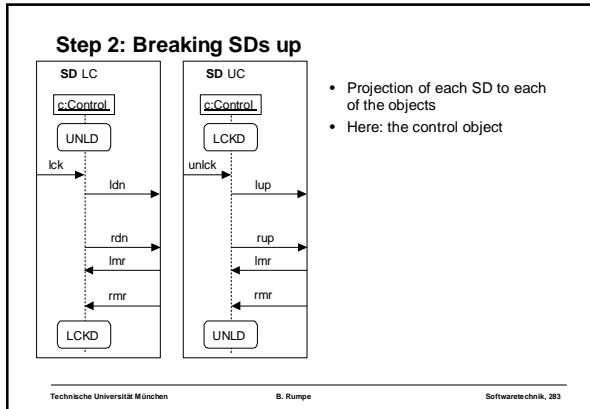 Step 2: Breaking SDs up
SD LC
c:Control
UNLD
lck
ldn
rdn
lmr
rmr
LCKD
SD UC
c:Control
LCKD
unlck
lup
rup
lmr
rmr
UNLD
• Projection of each SD to each
of the objects
• Here: the control object
Technische Universität München B. Rumpe Softwaretechnik, 283